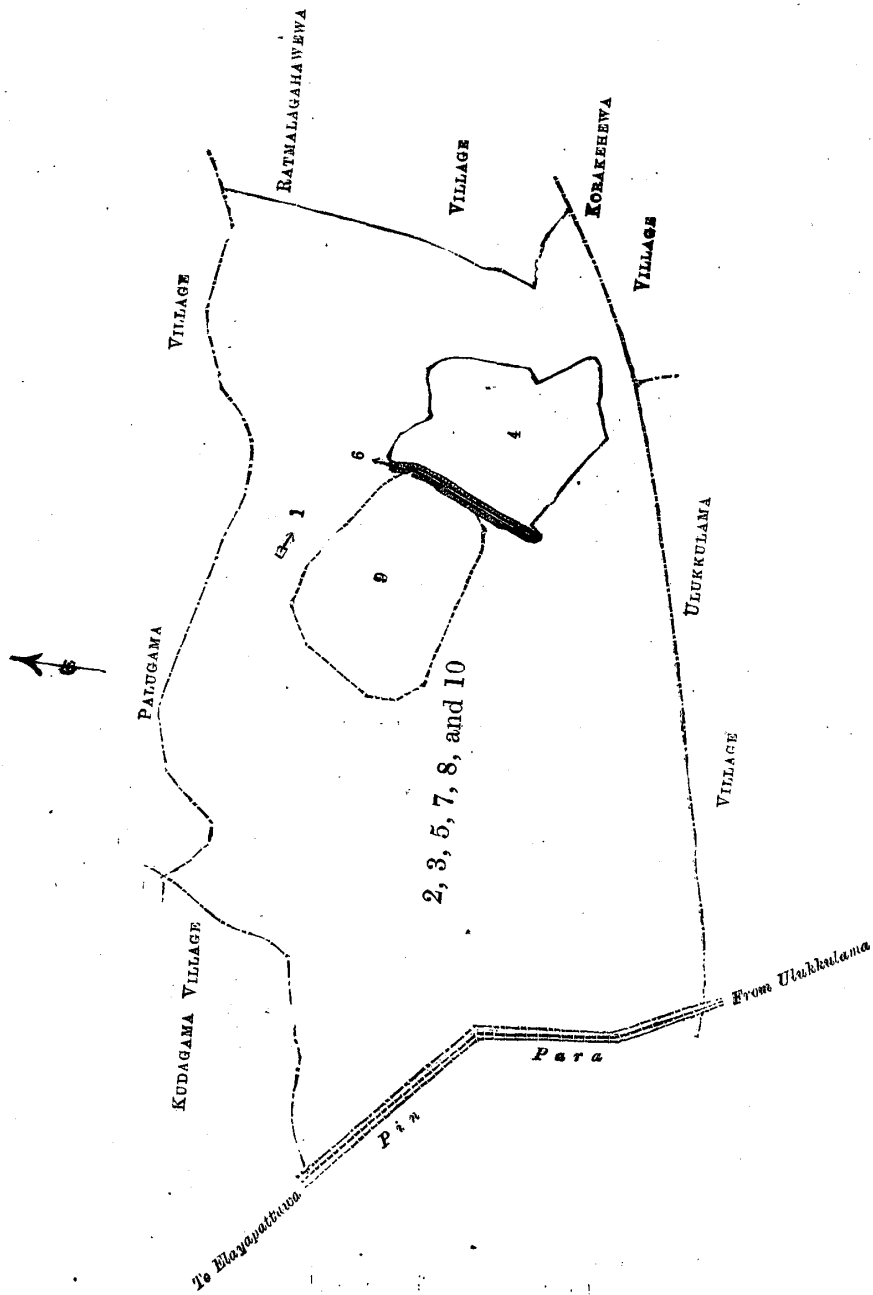 RATMALAGAHAWEWA
VILLAGE
KORAKEHEWA
VILLAGE
VILLAGE
PALUGAMA
6
4
1
9
2, 3, 5, 7, 8, and 10
ULUKKULAMA
VILLAGE
KUDAGAMA VILLAGE
Pin
Para
From Ulukkulama
To Elayapattuwa